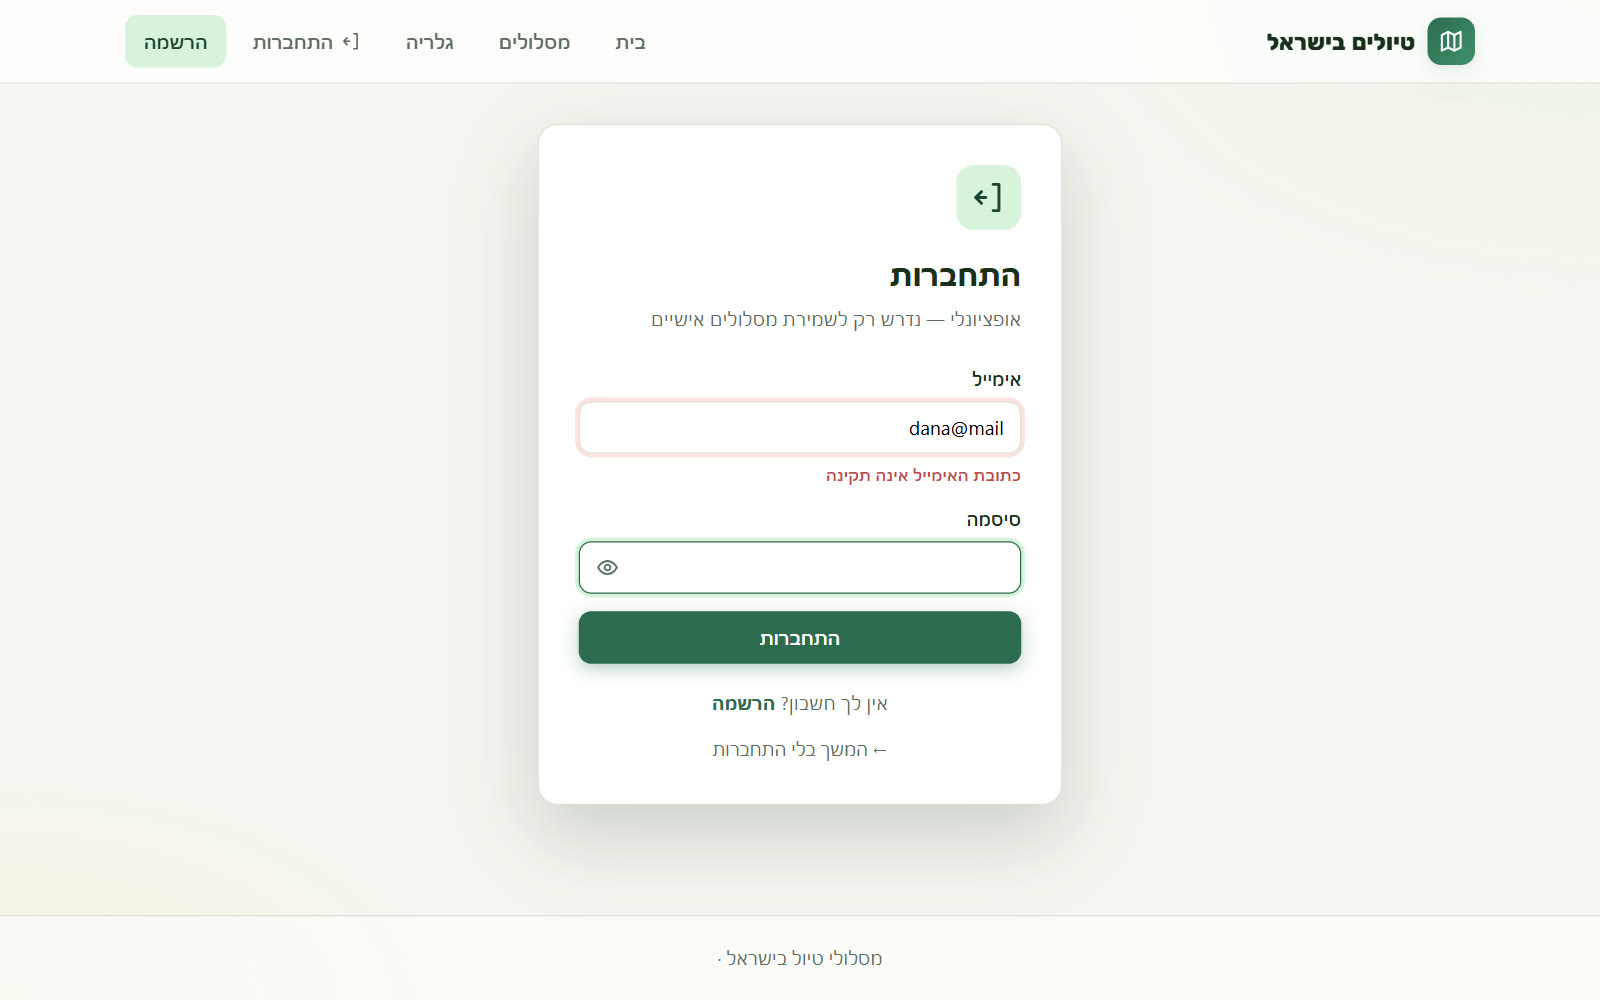 טיולים בישראל
בית
מסלולים
גלריה
התחברות
הרשמה
התחברות
אופציונלי — נדרש רק לשמירת מסלולים אישיים
אימייל
dana@mail
כתובת האימייל אינה תקינה
סיסמה
התחברות
אין לך חשבון? הרשמה
← המשך בלי התחברות
מסלולי טיול בישראל ·